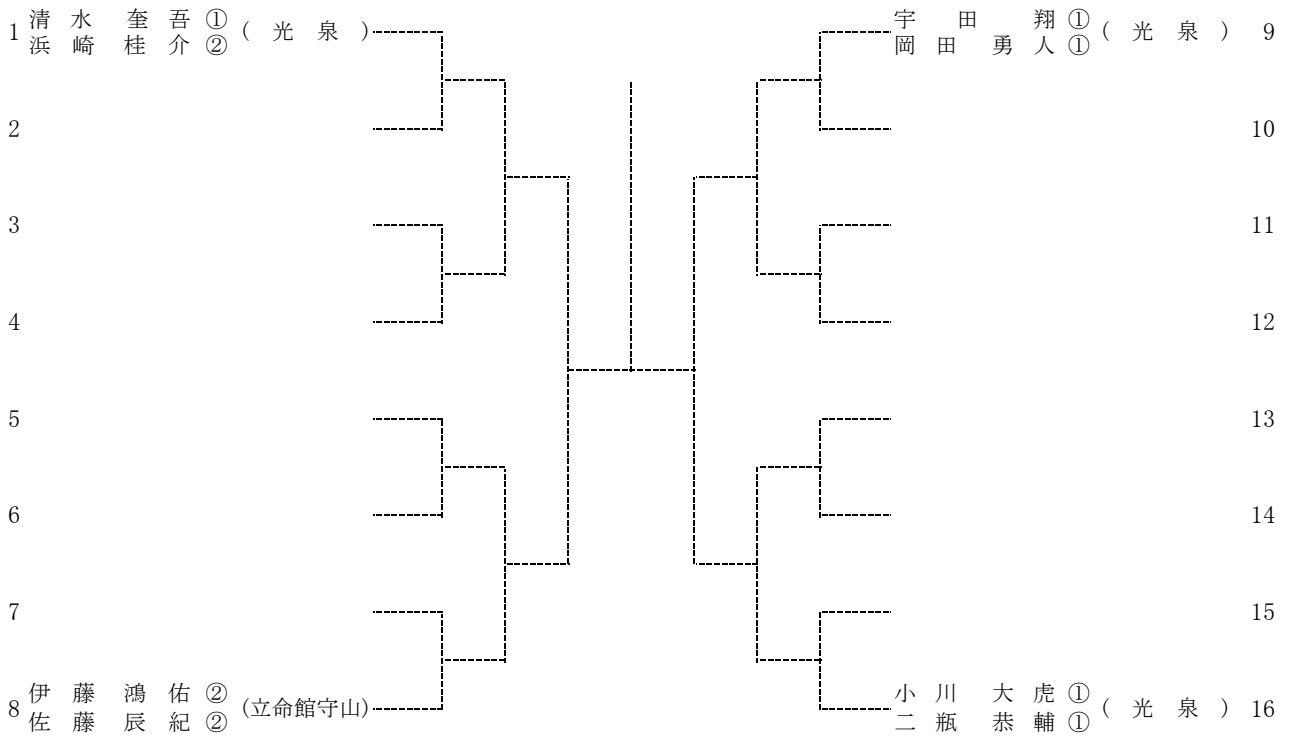 1 清水 奎吾 ① (光泉)
浜崎 桂介 ②
2
3
4
5
6
7
8 伊藤 鴻佑 ② (立命館守山)
佐藤 辰紀 ②
宇田 翔 ① (光泉) 9
岡田 勇人 ①
10
11
12
13
14
15
小川 大虎 ① (光泉) 16
二瓶 恭輔 ①